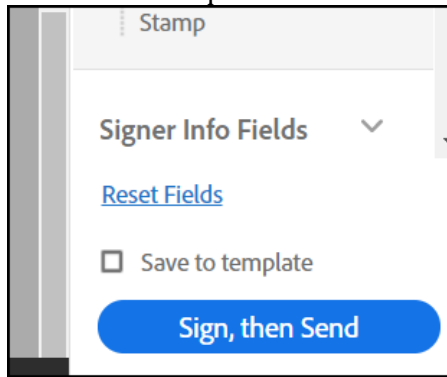 Stamp
Signer Info Fields
Reset Fields
Save to template
Sign, then Send